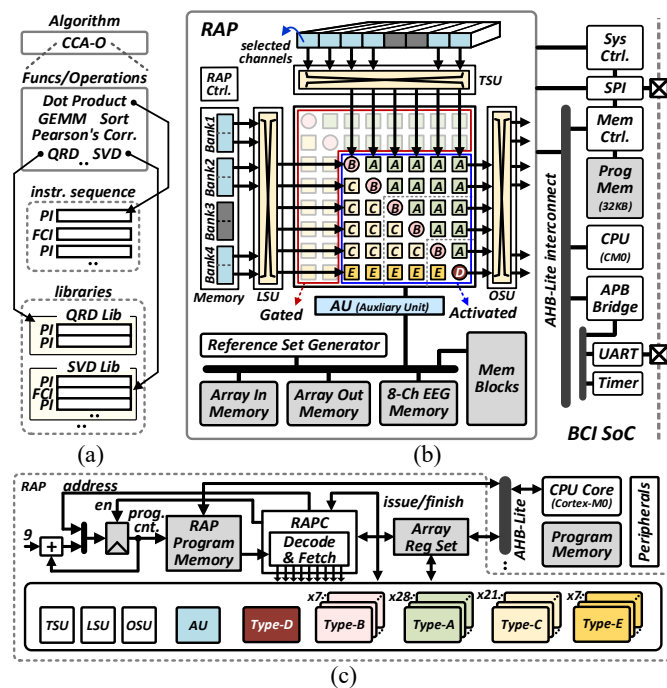 Algorithm
CCA-O
Funcs/Operations
Dot Product
GEMM Sort
Pearson's Corr.
QRD .. SVD
instr. sequence
PI
FCI
PI
..
libraries
QRD Lib
PI
PI
SVD Lib
PI
FCI
PI
..
(a)
RAP
selected
channels
Active
TSU
RAP
Ctrl.
Bank1
Bank2
Bank3
Bank4
Memory
LSU
OSU
B A A A A A
C B A A A A
C C B A A A
C C C B A A
C C C C B A
E E E E E D
Gated
Activated
AU (Auxliary Unit)
Reference Set Generator
Array In
Memory
Array Out
Memory
8-Ch EEG
Memory
Mem
Blocks
(b)
AHB-Lite interconnect
Sys
Ctrl.
SPI
Mem
Ctrl.
Prog
Mem
(32KB)
CPU
(CM0)
APB
Bridge
UART
Timer
BCI SoC
RAP
address
en
prog.
cnt.
9
+
RAP
Program
Memory
RAPC
Decode
& Fetch
issue/finish
Array
Reg Set
AHB-Lite
CPU Core
(Cortex-M0)
Program
Memory
Peripherals
TSU
LSU
OSU
AU
Type-D
x7
Type-B
x28
Type-A
x21
Type-C
x7
Type-E
(c)